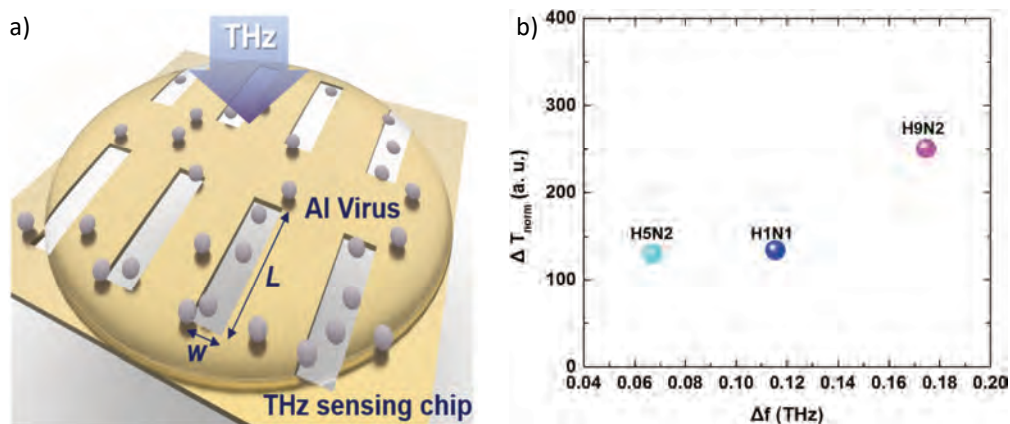 a)
THz
AI Virus
L
w
THz sensing chip
b)
400
300
200
100
0
Δ T_norm (a. u.)
H9N2
H5N2
H1N1
0.04 0.06 0.08 0.10 0.12 0.14 0.16 0.18 0.20
Δf (THz)